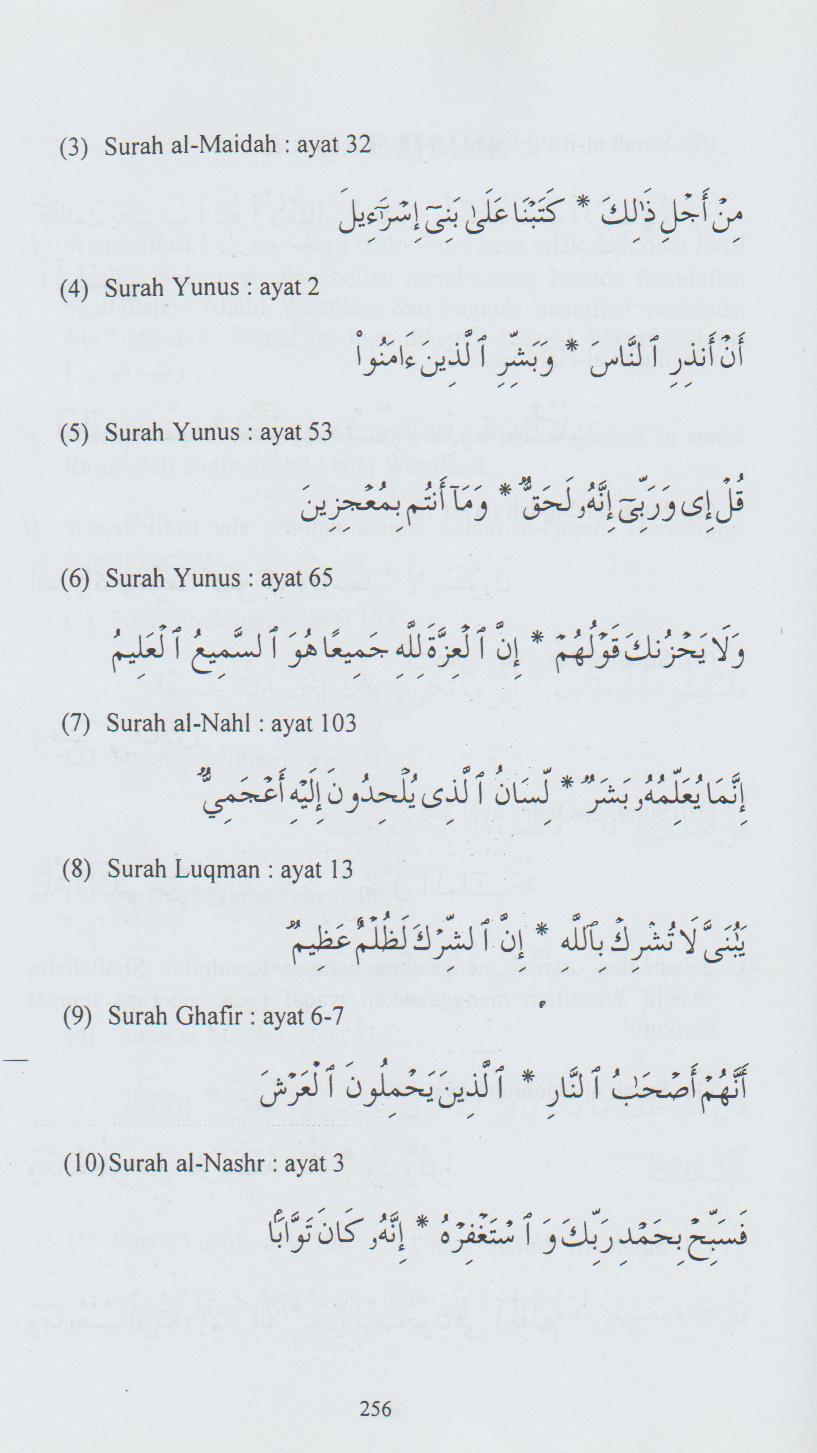 (3) Surah al-Maidah : ayat 32
مِنْ أَجْلِ ذَٰلِكَ * كَتَبْنَا عَلَىٰ بَنِىٓ إِسْرَٰٓءِيلَ
(4) Surah Yunus : ayat 2
أَنْ أَنذِرِ ٱلنَّاسَ * وَبَشِّرِ ٱلَّذِينَ ءَامَنُوا۟
(5) Surah Yunus : ayat 53
قُلْ إِى وَرَبِّىٓ إِنَّهُۥ لَحَقٌّ * وَمَآ أَنتُم بِمُعْجِزِينَ
(6) Surah Yunus : ayat 65
وَلَا يَحْزُنكَ قَوْلُهُمْ * إِنَّ ٱلْعِزَّةَ لِلَّهِ جَمِيعًا هُوَ ٱلسَّمِيعُ ٱلْعَلِيمُ
(7) Surah al-Nahl : ayat 103
إِنَّمَا يُعَلِّمُهُۥ بَشَرٌ * لِّسَانُ ٱلَّذِى يُلْحِدُونَ إِلَيْهِ أَعْجَمِىٌّ
(8) Surah Luqman : ayat 13
يَٰبُنَىَّ لَا تُشْرِكْ بِٱللَّهِ * إِنَّ ٱلشِّرْكَ لَظُلْمٌ عَظِيمٌ
(9) Surah Ghafir : ayat 6-7
أَنَّهُمْ أَصْحَٰبُ ٱلنَّارِ * ٱلَّذِينَ يَحْمِلُونَ ٱلْعَرْشَ
(10) Surah al-Nashr : ayat 3
فَسَبِّحْ بِحَمْدِ رَبِّكَ وَٱسْتَغْفِرْهُ * إِنَّهُۥ كَانَ تَوَّابًا
256